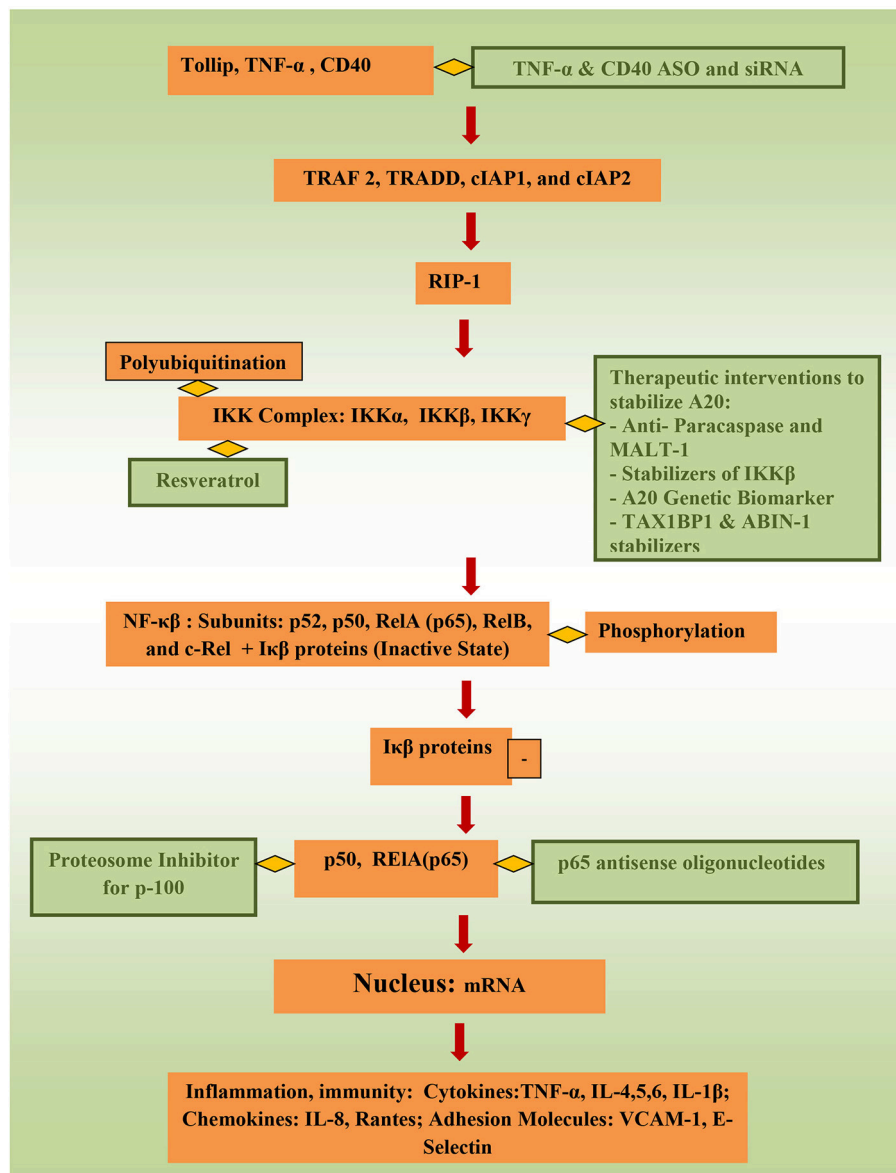 Tollip, TNF-α , CD40
TNF-α & CD40 ASO and siRNA
TRAF 2, TRADD, cIAP1, and cIAP2
RIP-1
Polyubiquitination
IKK Complex: IKKα, IKKβ, IKKγ
Resveratrol
Therapeutic interventions to
stabilize A20:
- Anti- Paracaspase and
MALT-1
- Stabilizers of IKKβ
- A20 Genetic Biomarker
- TAX1BP1 & ABIN-1
stabilizers
NF-κβ : Subunits: p52, p50, RelA (p65), RelB,
and c-Rel + Iκβ proteins (Inactive State)
Phosphorylation
Iκβ proteins
-
Proteosome Inhibitor
for p-100
p50, RElA(p65)
p65 antisense oligonucleotides
Nucleus: mRNA
Inflammation, immunity: Cytokines:TNF-α, IL-4,5,6, IL-1β;
Chemokines: IL-8, Rantes; Adhesion Molecules: VCAM-1, E-
Selectin